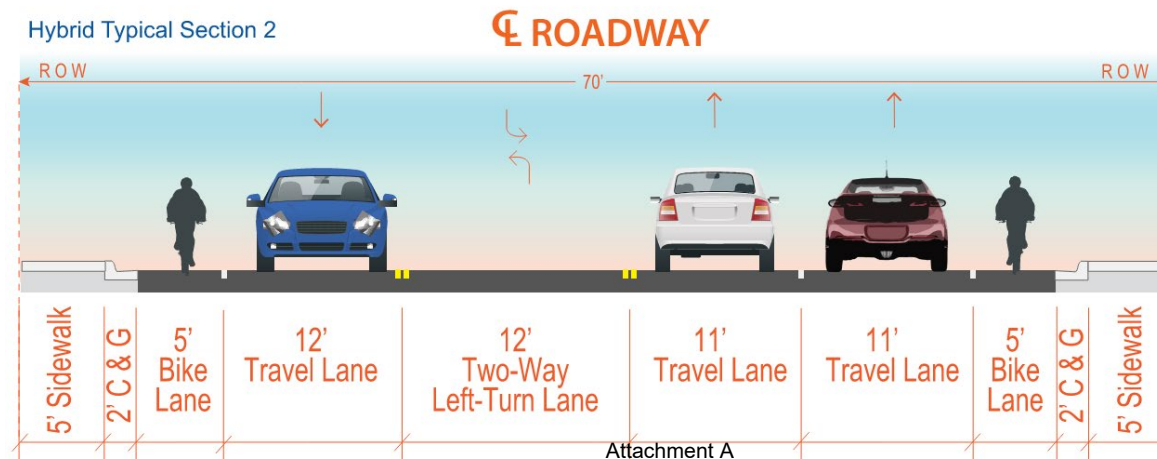 Hybrid Typical Section 2
℄ ROADWAY
ROW
70'
ROW
5' Sidewalk
2' C & G
5'
Bike
Lane
12'
Travel Lane
12'
Two-Way
Left-Turn Lane
11'
Travel Lane
11'
Travel Lane
5'
Bike
Lane
2' C & G
5' Sidewalk
Attachment A